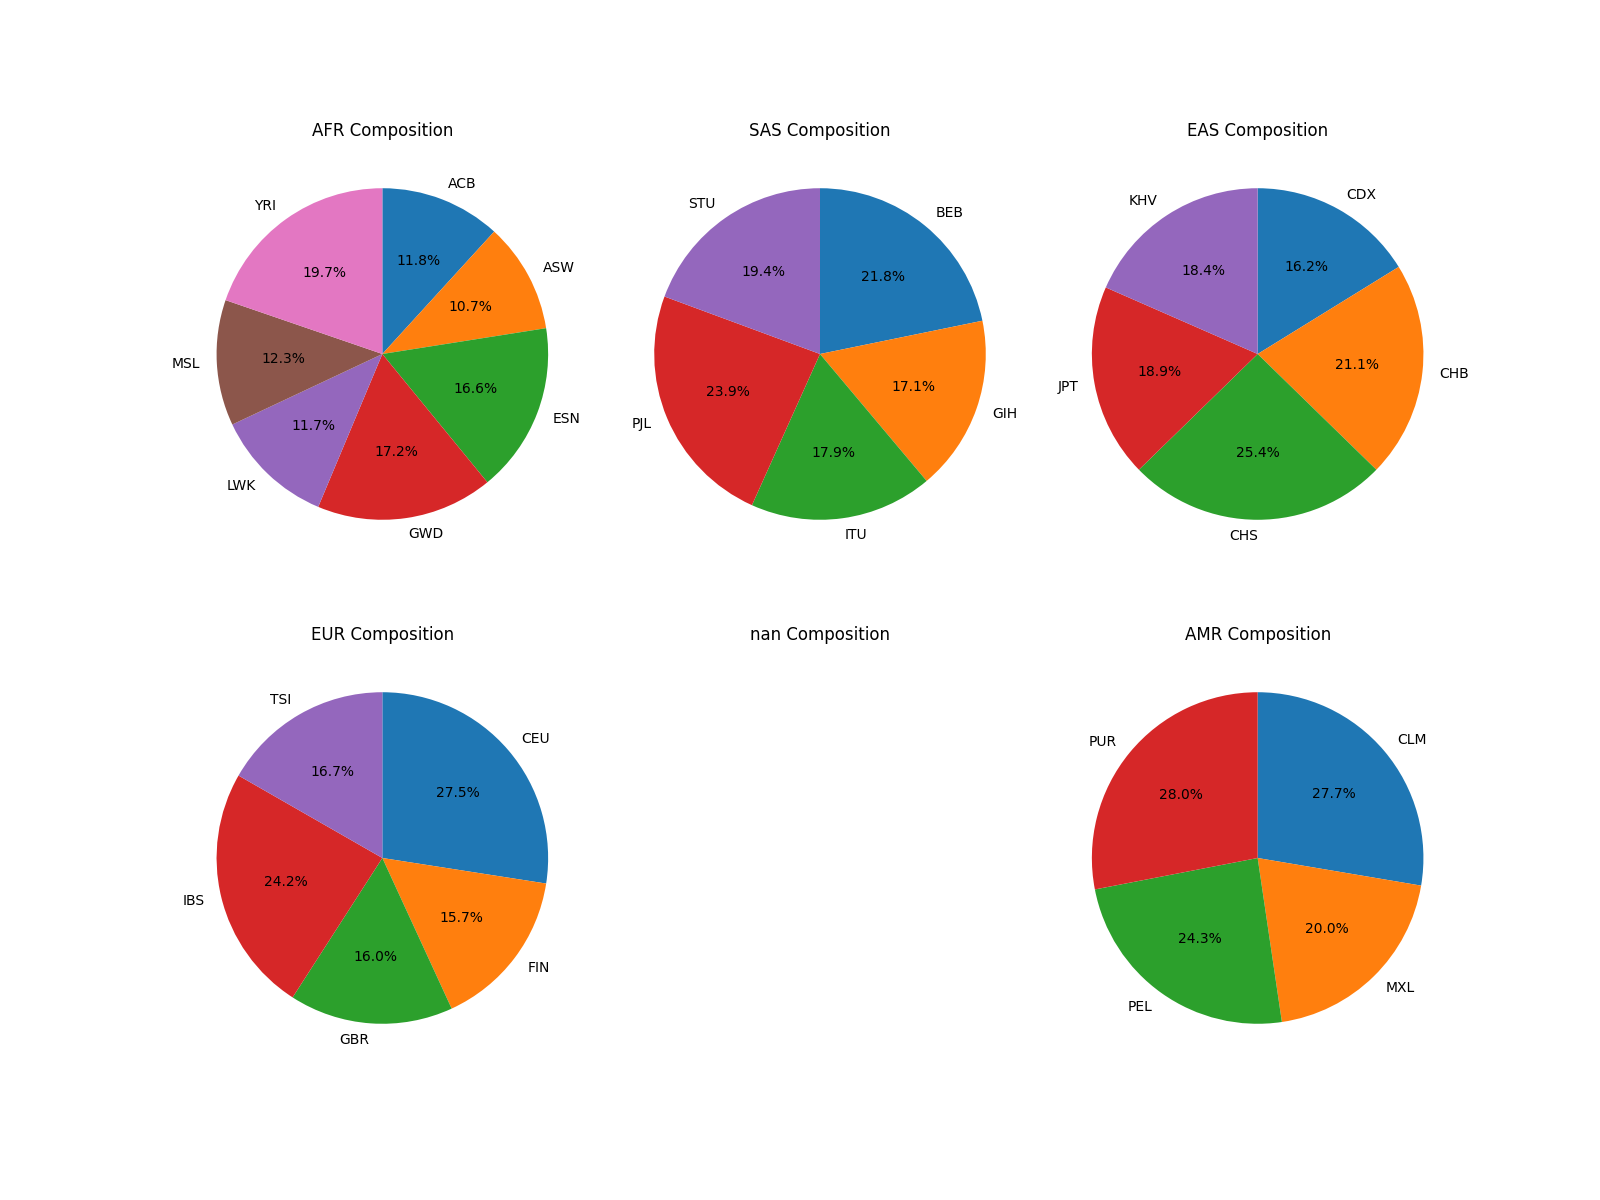 AFR Composition
ACB
11.8%
ASW
10.7%
ESN
16.6%
GWD
17.2%
LWK
11.7%
MSL
12.3%
YRI
19.7%
SAS Composition
BEB
21.8%
GIH
17.1%
ITU
17.9%
PJL
23.9%
STU
19.4%
EAS Composition
CDX
16.2%
CHB
21.1%
CHS
25.4%
JPT
18.9%
KHV
18.4%
EUR Composition
CEU
27.5%
FIN
15.7%
GBR
16.0%
IBS
24.2%
TSI
16.7%
nan Composition
AMR Composition
CLM
27.7%
MXL
20.0%
PEL
24.3%
PUR
28.0%